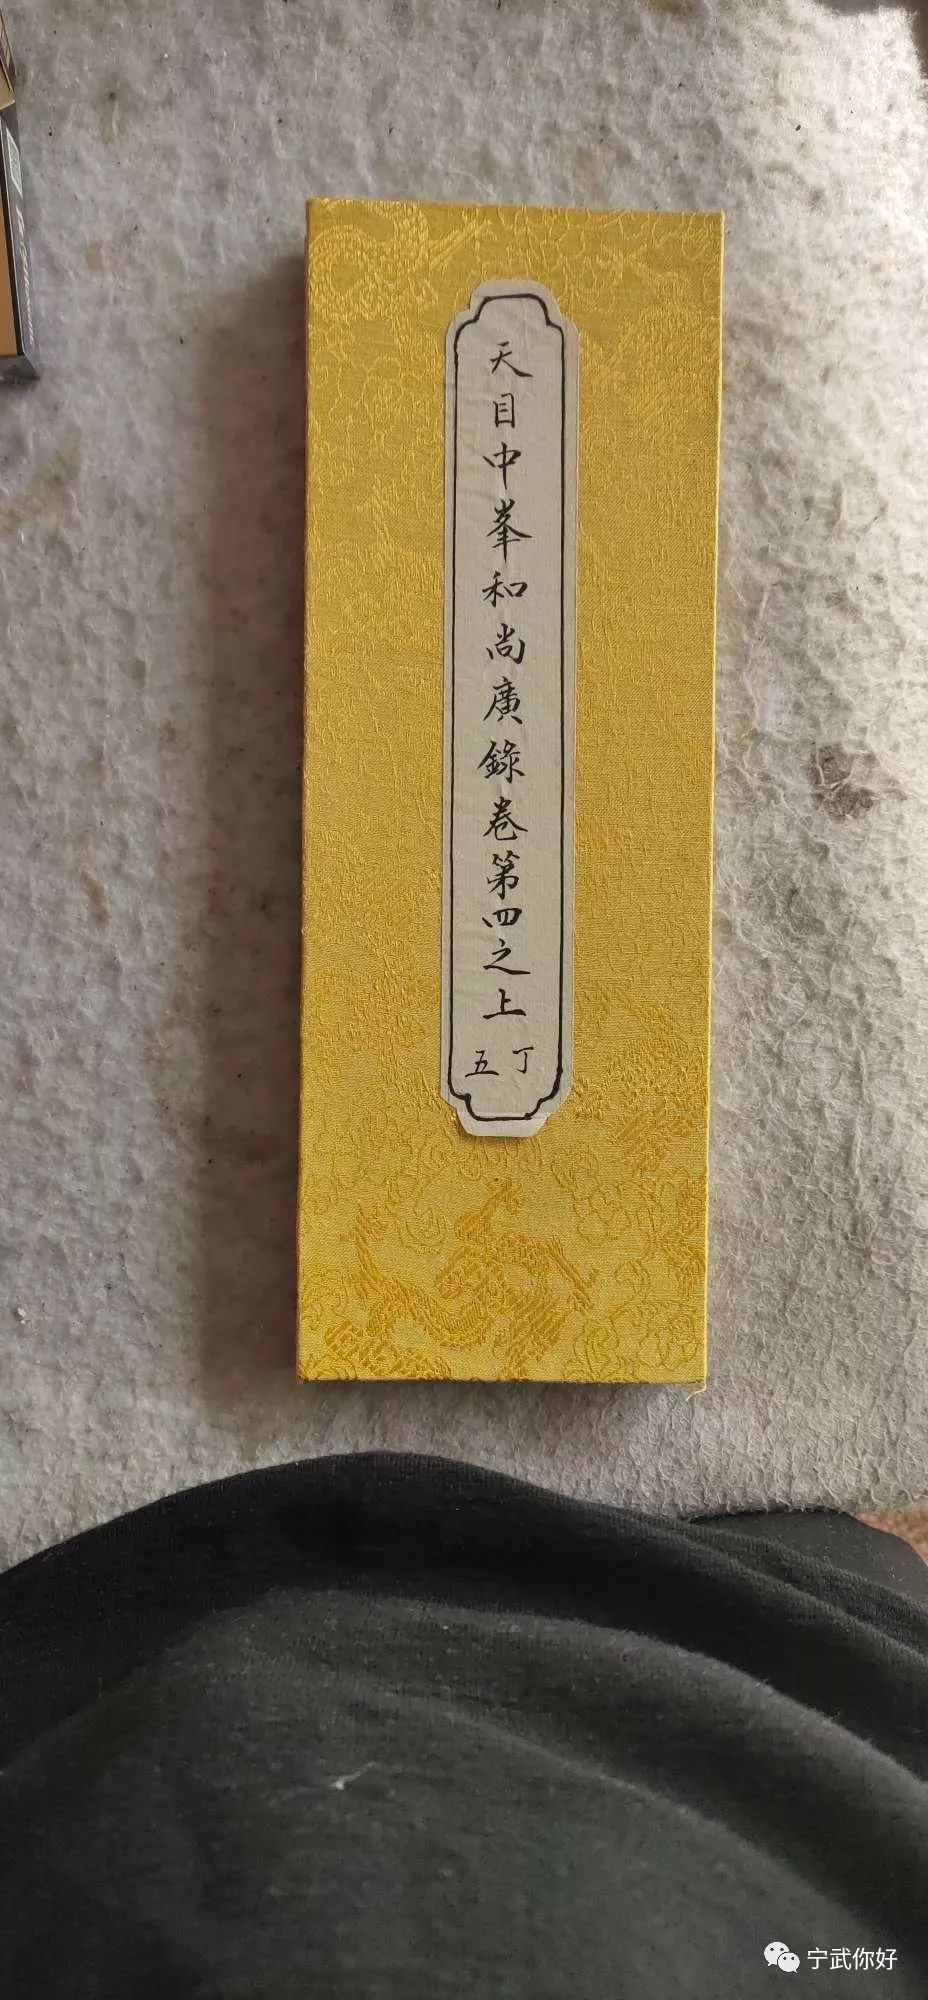 天目中峯和尚廣錄卷第四之上
丁五
宁武你好